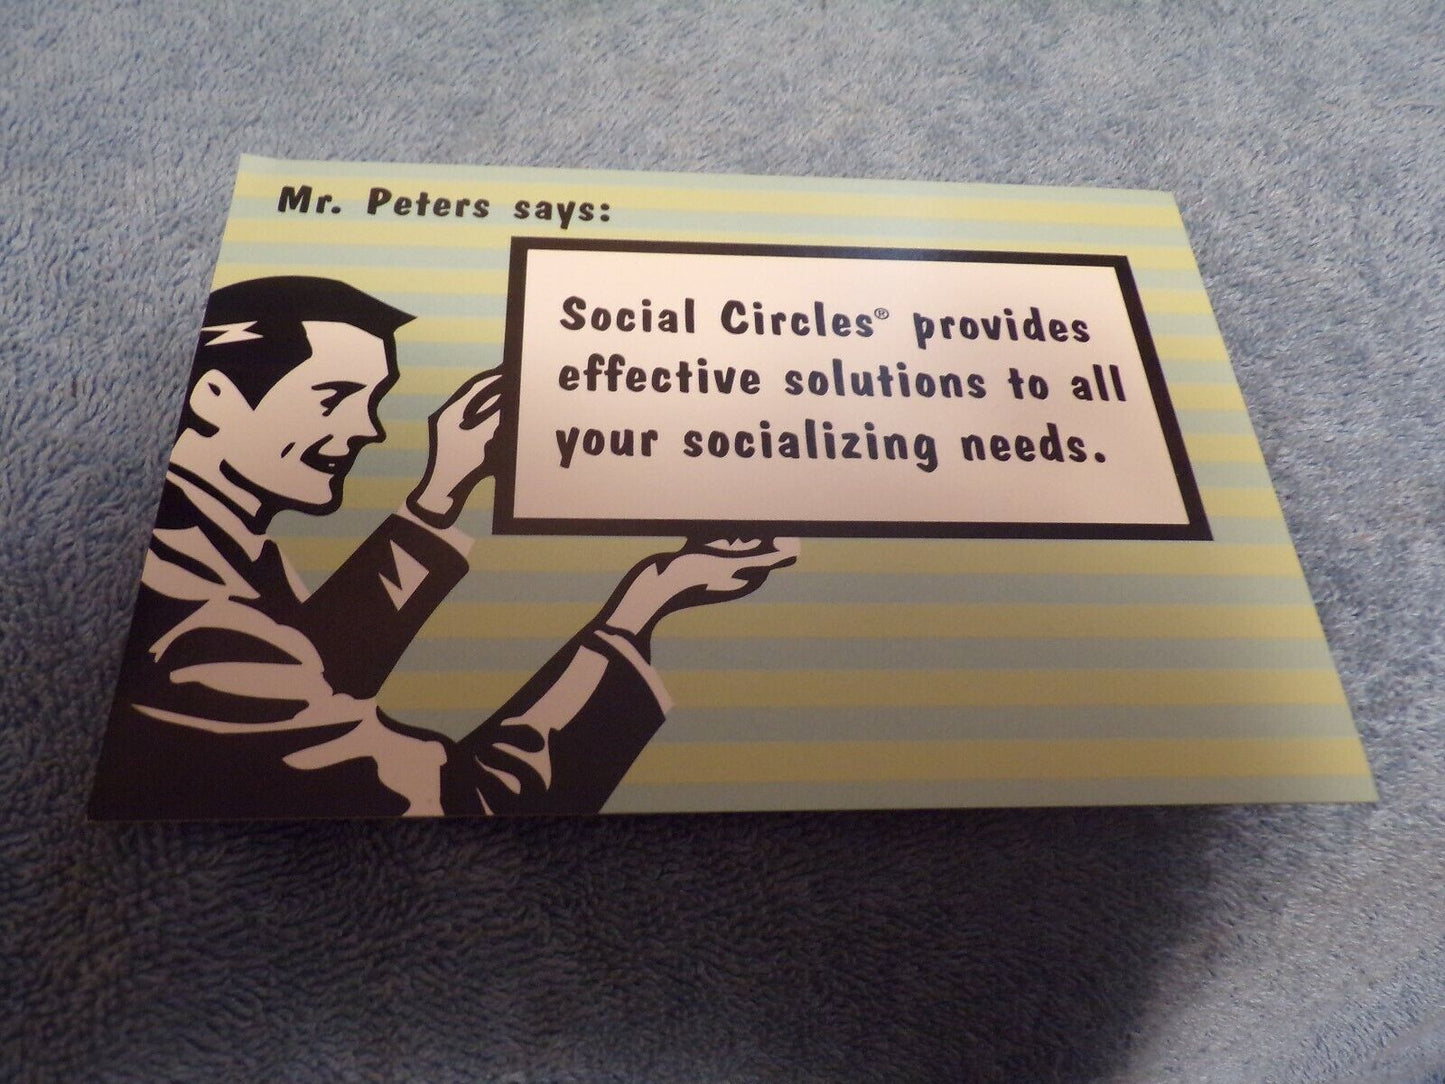 Mr. Peters says:
Social Circles® provides
effective solutions to all
your socializing needs.